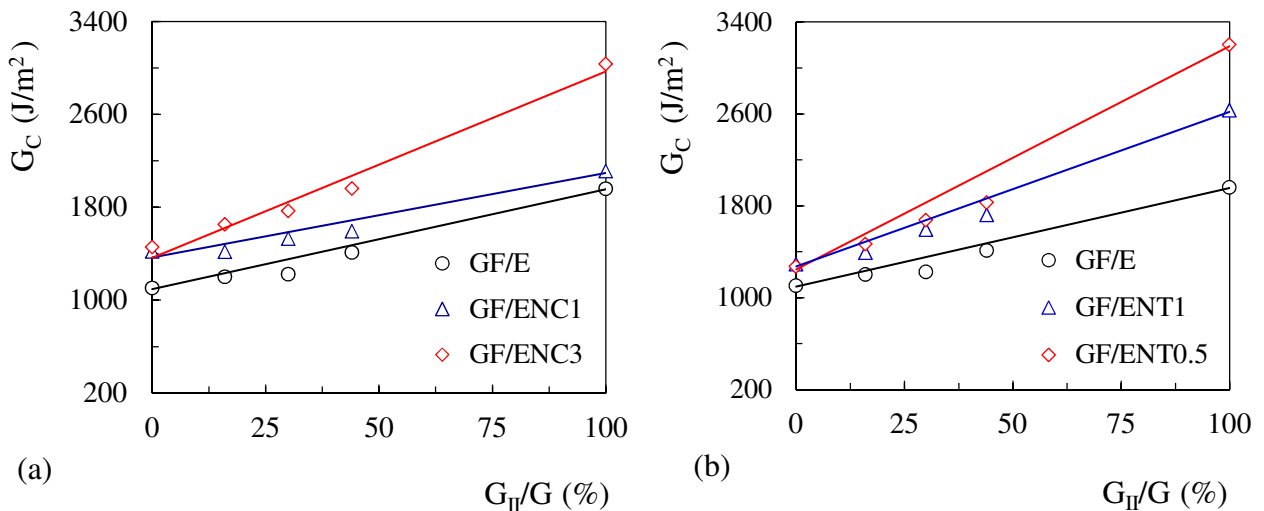 G_C (J/m²)
3400
2600
1800
1000
200
0 25 50 75 100
GF/E
GF/ENC1
GF/ENC3
(a)
G_II/G (%)
G_C (J/m²)
3400
2600
1800
1000
200
0 25 50 75 100
GF/E
GF/ENT1
GF/ENT0.5
(b)
G_II/G (%)